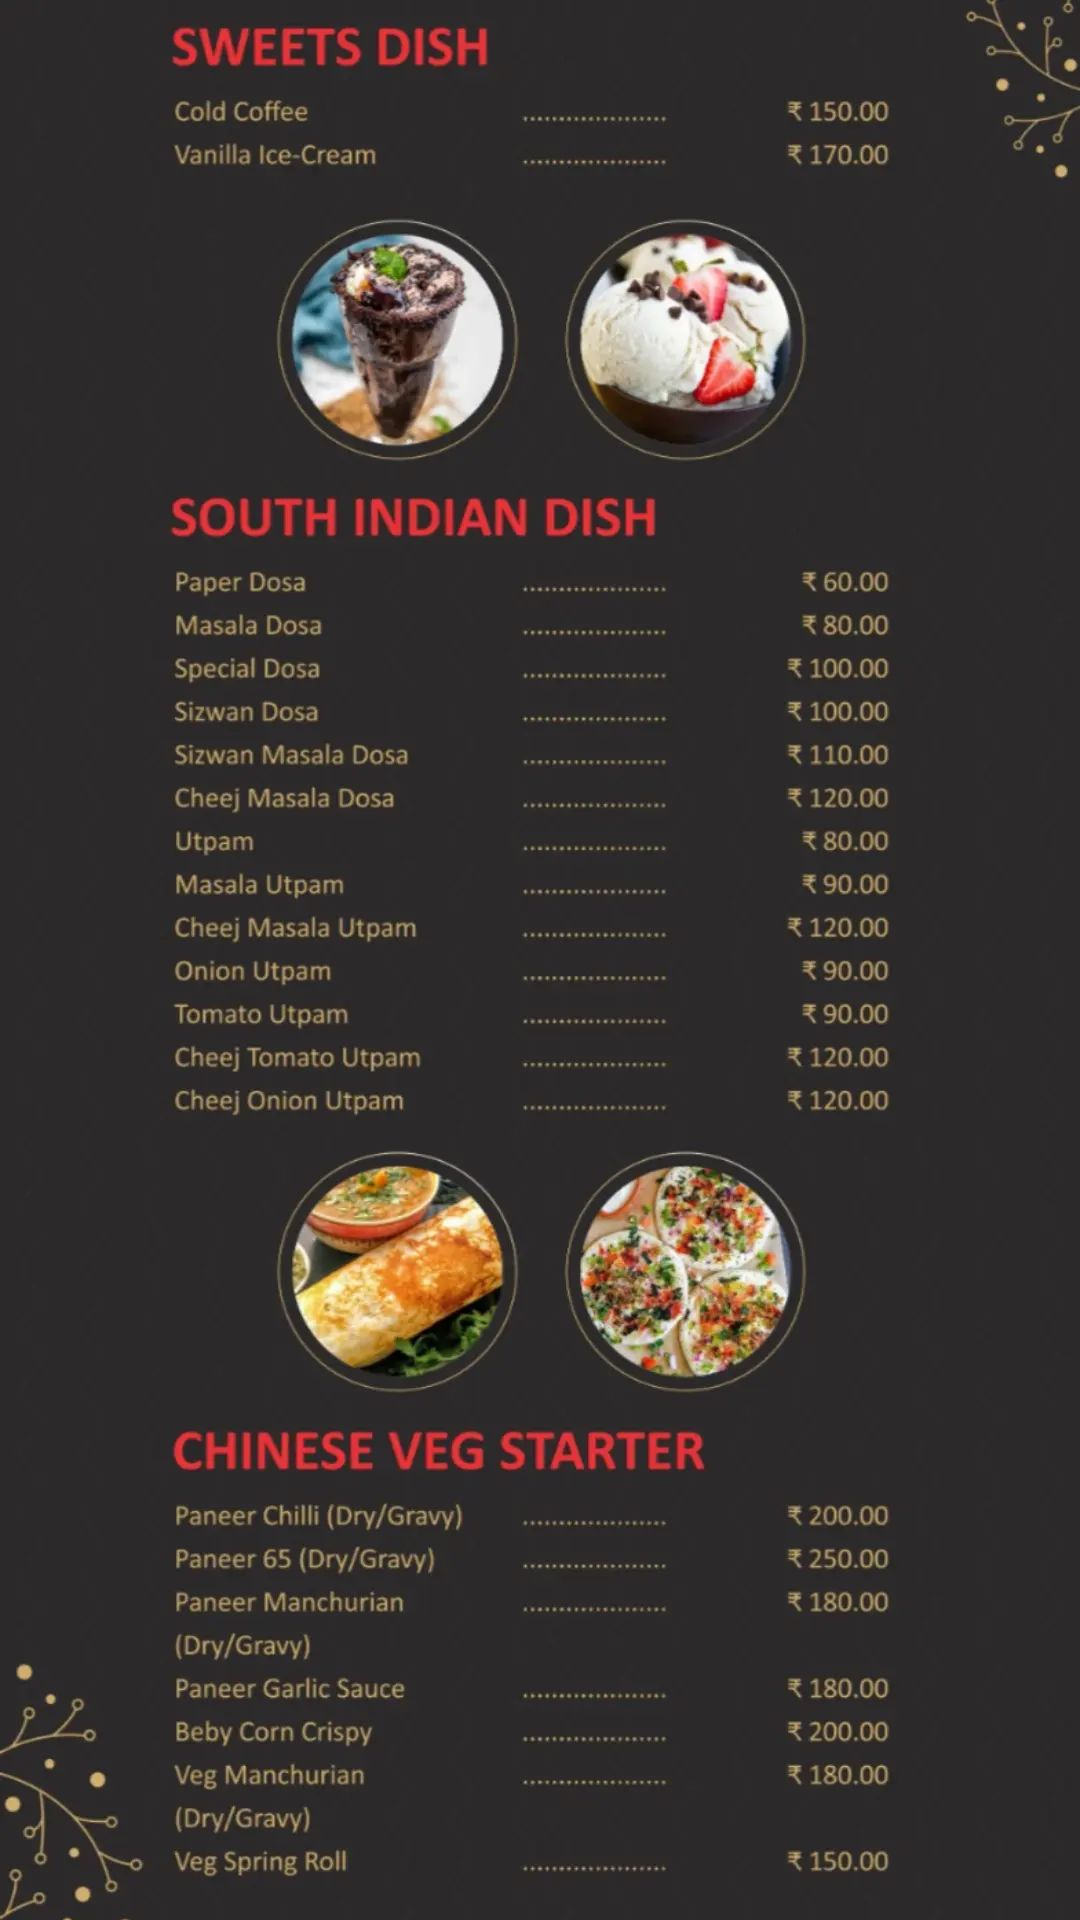 SWEETS DISH
Cold Coffee .................... ₹ 150.00
Vanilla Ice-Cream .................... ₹ 170.00
SOUTH INDIAN DISH
Paper Dosa .................... ₹ 60.00
Masala Dosa .................... ₹ 80.00
Special Dosa .................... ₹ 100.00
Sizwan Dosa .................... ₹ 100.00
Sizwan Masala Dosa .................... ₹ 110.00
Cheej Masala Dosa .................... ₹ 120.00
Utpam .................... ₹ 80.00
Masala Utpam .................... ₹ 90.00
Cheej Masala Utpam .................... ₹ 120.00
Onion Utpam .................... ₹ 90.00
Tomato Utpam .................... ₹ 90.00
Cheej Tomato Utpam .................... ₹ 120.00
Cheej Onion Utpam .................... ₹ 120.00
CHINESE VEG STARTER
Paneer Chilli (Dry/Gravy) .................... ₹ 200.00
Paneer 65 (Dry/Gravy) .................... ₹ 250.00
Paneer Manchurian .................... ₹ 180.00
(Dry/Gravy)
Paneer Garlic Sauce .................... ₹ 180.00
Beby Corn Crispy .................... ₹ 200.00
Veg Manchurian .................... ₹ 180.00
(Dry/Gravy)
Veg Spring Roll .................... ₹ 150.00